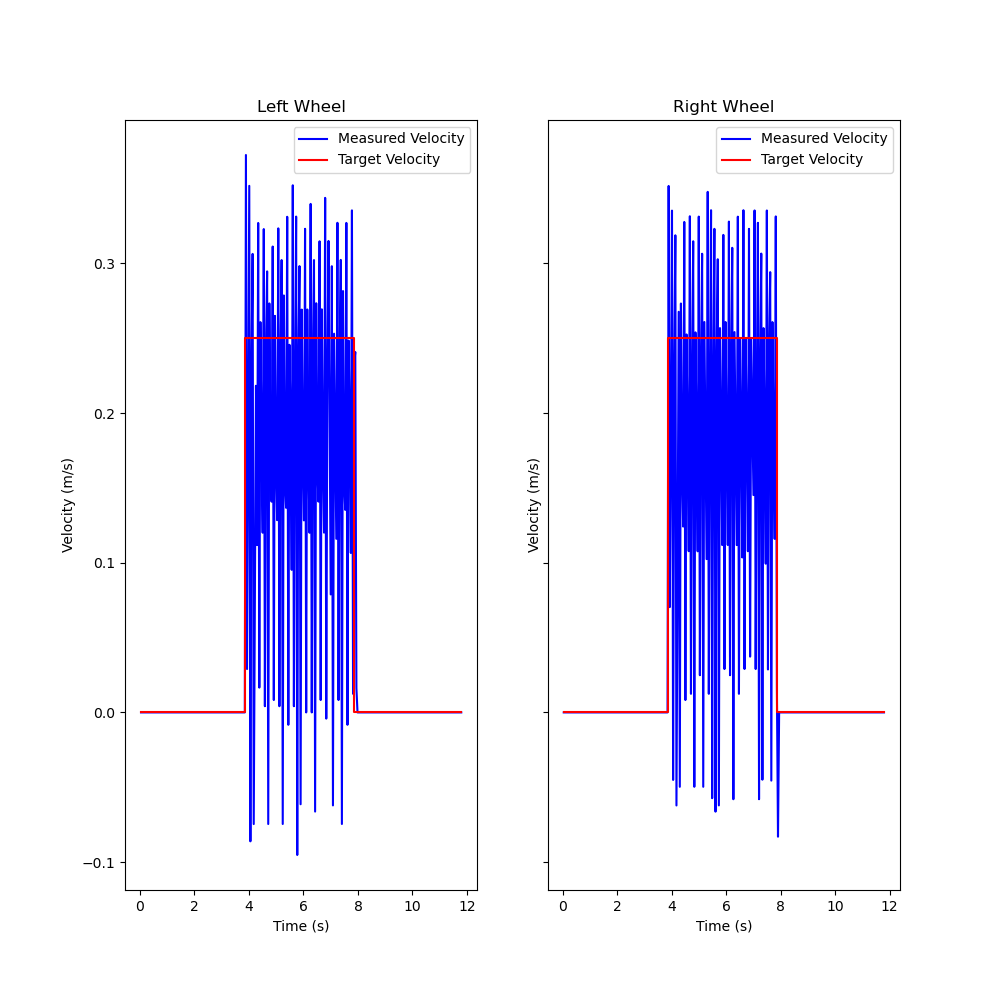 Left Wheel
Measured Velocity
Target Velocity
Velocity (m/s)
0.3
0.2
0.1
0.0
−0.1
0 2 4 6 8 10 12
Time (s)
Right Wheel
Measured Velocity
Target Velocity
Velocity (m/s)
0 2 4 6 8 10 12
Time (s)